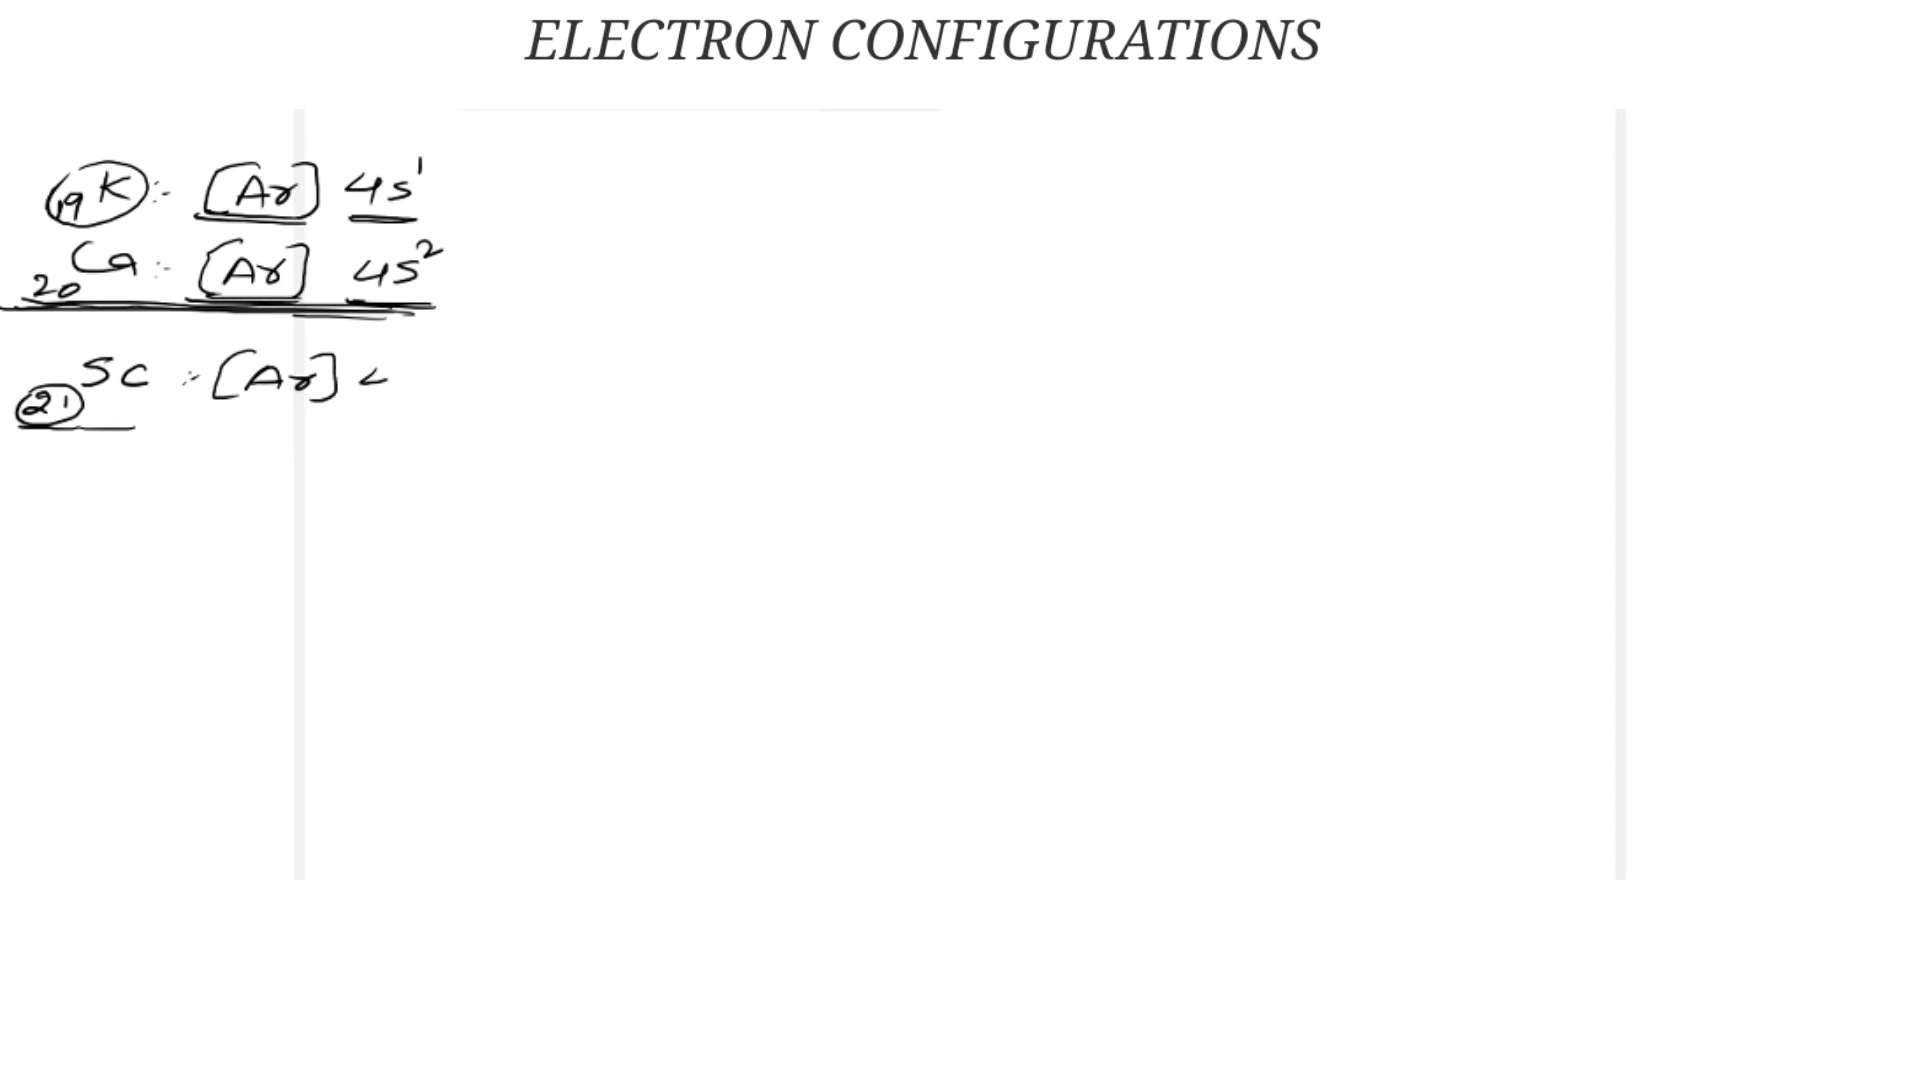 ELECTRON CONFIGURATIONS
₁₉K :- [Ar] 4s¹
₂₀Ca :- [Ar] 4s²
₂₁Sc :- [Ar]